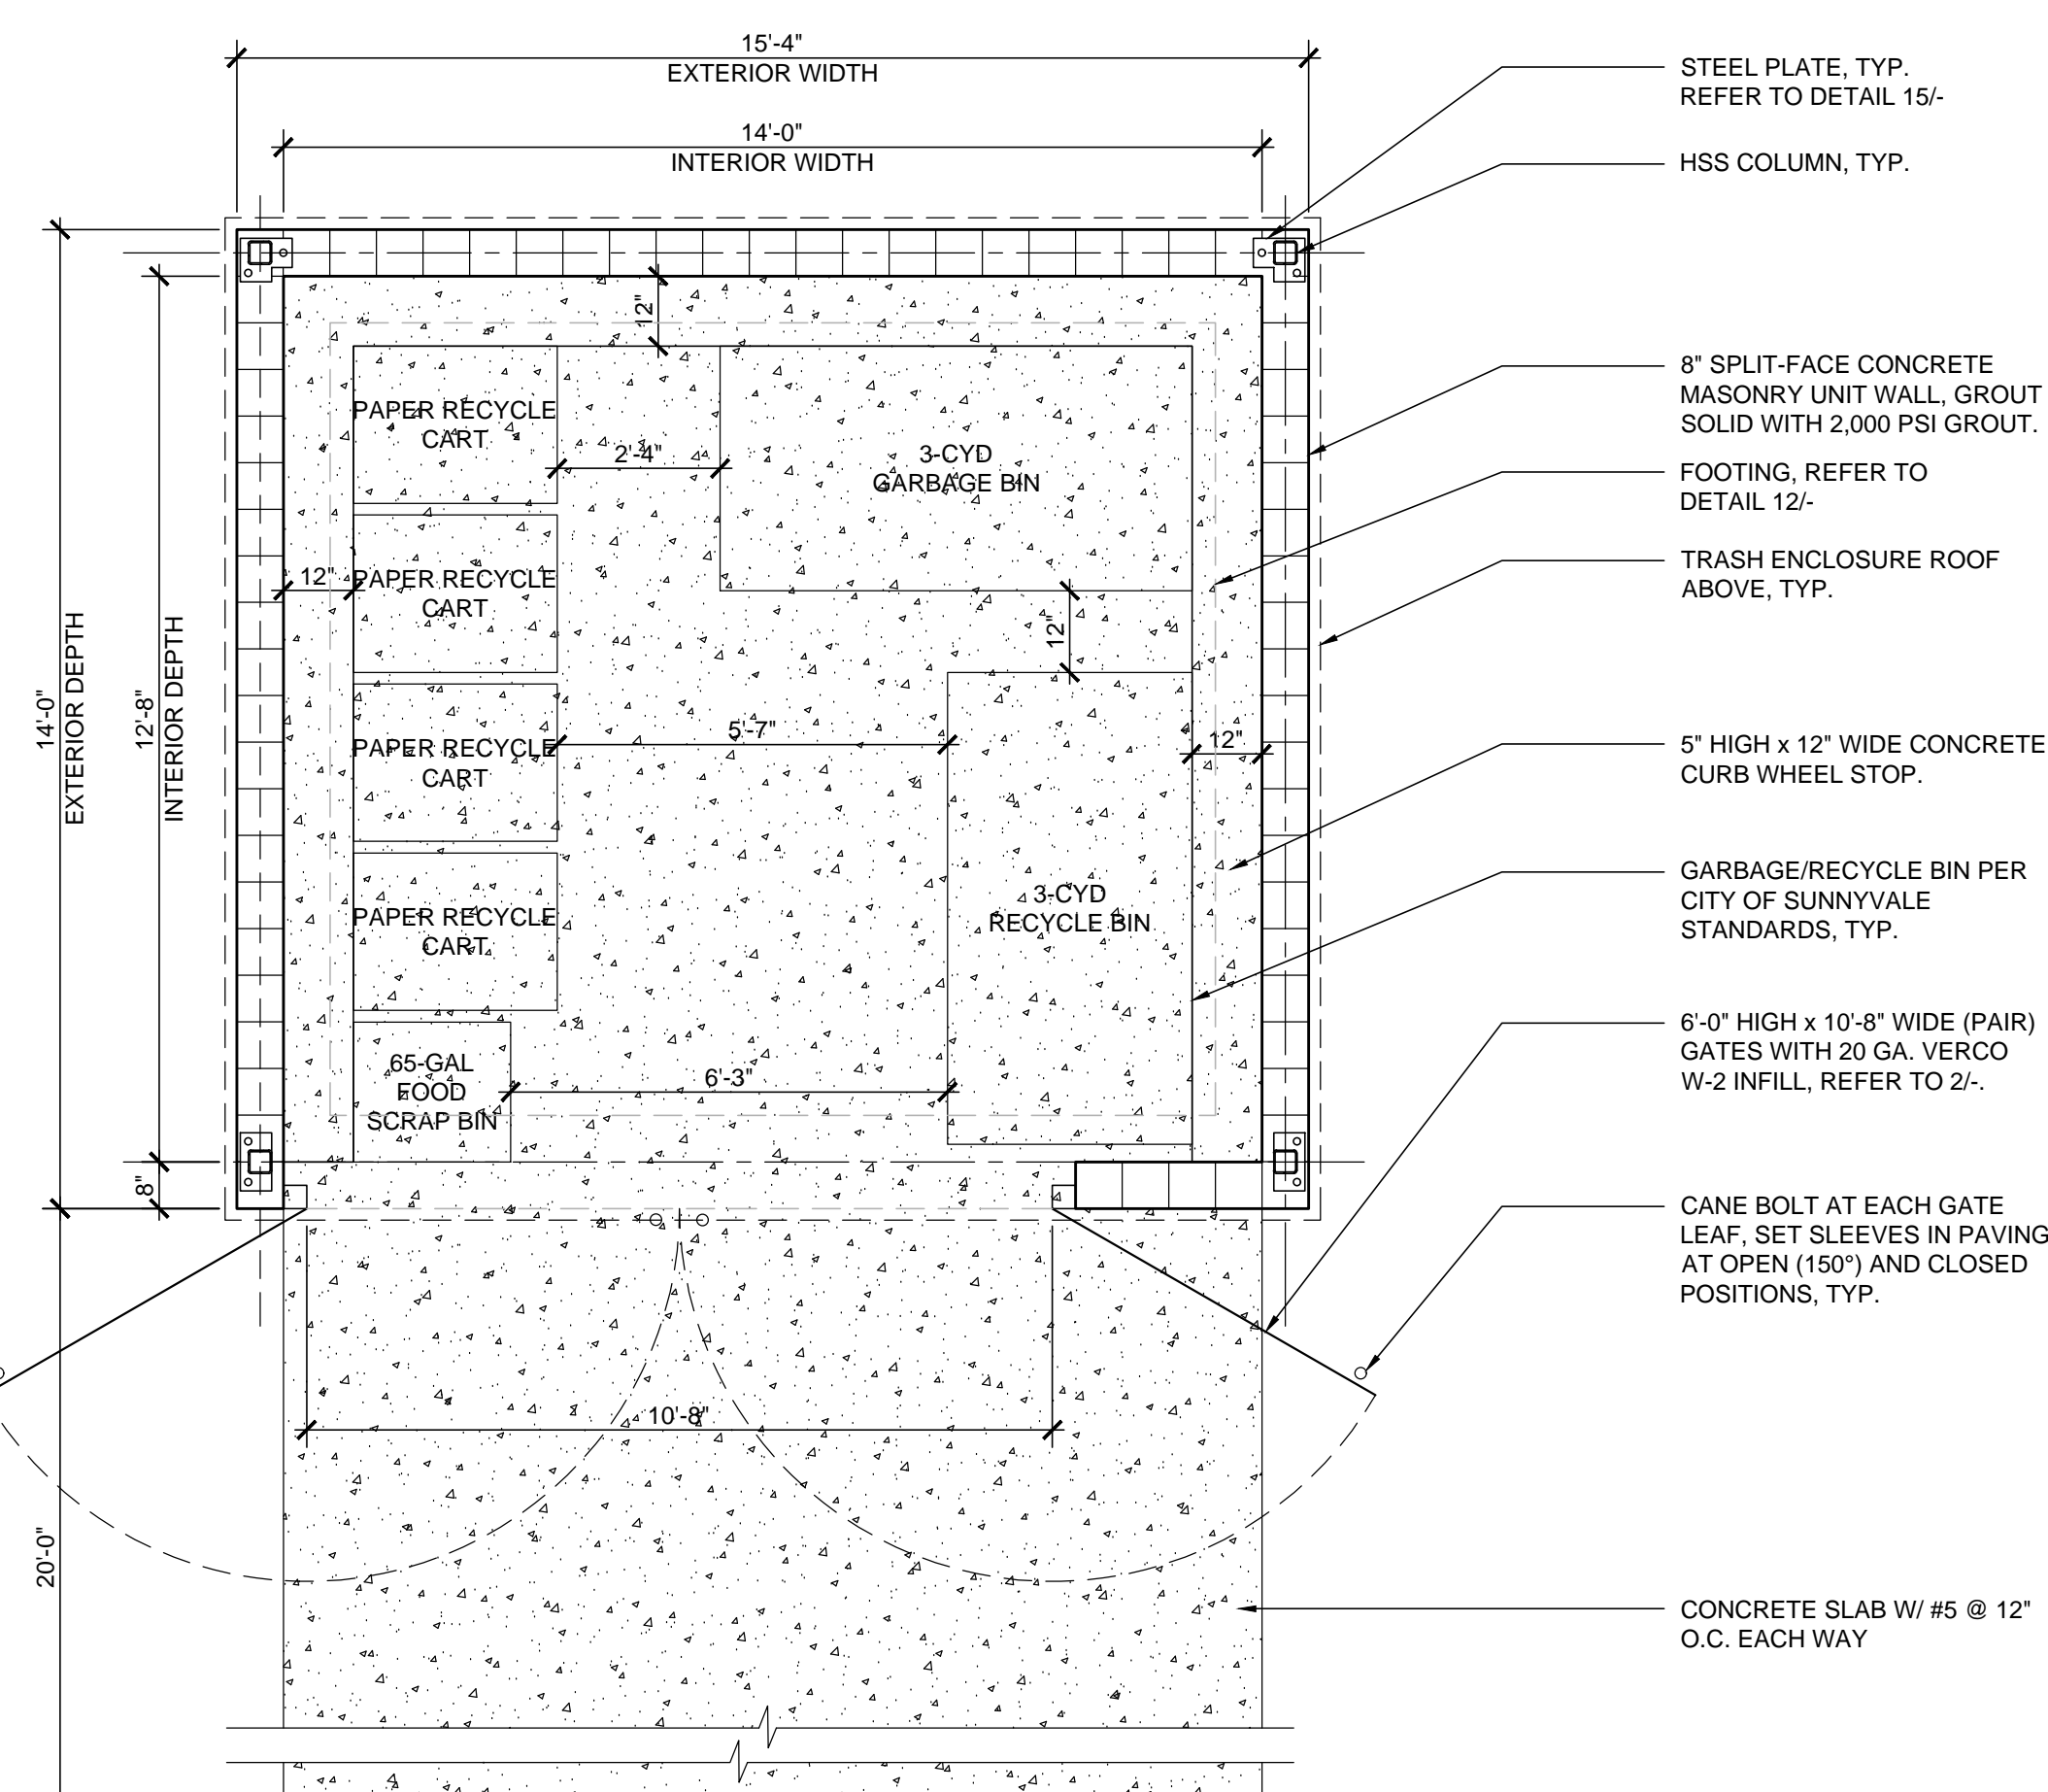 15'-4"
EXTERIOR WIDTH
14'-0"
INTERIOR WIDTH
STEEL PLATE, TYP.
REFER TO DETAIL 15/-
HSS COLUMN, TYP.
8" SPLIT-FACE CONCRETE
MASONRY UNIT WALL, GROUT
SOLID WITH 2,000 PSI GROUT.
FOOTING, REFER TO
DETAIL 12/-
TRASH ENCLOSURE ROOF
ABOVE, TYP.
5" HIGH x 12" WIDE CONCRETE
CURB WHEEL STOP.
GARBAGE/RECYCLE BIN PER
CITY OF SUNNYVALE
STANDARDS, TYP.
6'-0" HIGH x 10'-8" WIDE (PAIR)
GATES WITH 20 GA. VERCO
W-2 INFILL, REFER TO 2/-.
CANE BOLT AT EACH GATE
LEAF, SET SLEEVES IN PAVING
AT OPEN (150°) AND CLOSED
POSITIONS, TYP.
CONCRETE SLAB W/ #5 @ 12"
O.C. EACH WAY
12"
PAPER RECYCLE
CART
2'-4"
3-CYD
GARBAGE BIN
12"
PAPER RECYCLE
CART
12"
PAPER RECYCLE
CART
5'-7"
12"
PAPER RECYCLE
CART
3-CYD
RECYCLE BIN
65-GAL
FOOD
SCRAP BIN
6'-3"
10'-8"
14'-0"
EXTERIOR DEPTH
12'-8"
INTERIOR DEPTH
8"
20'-0"